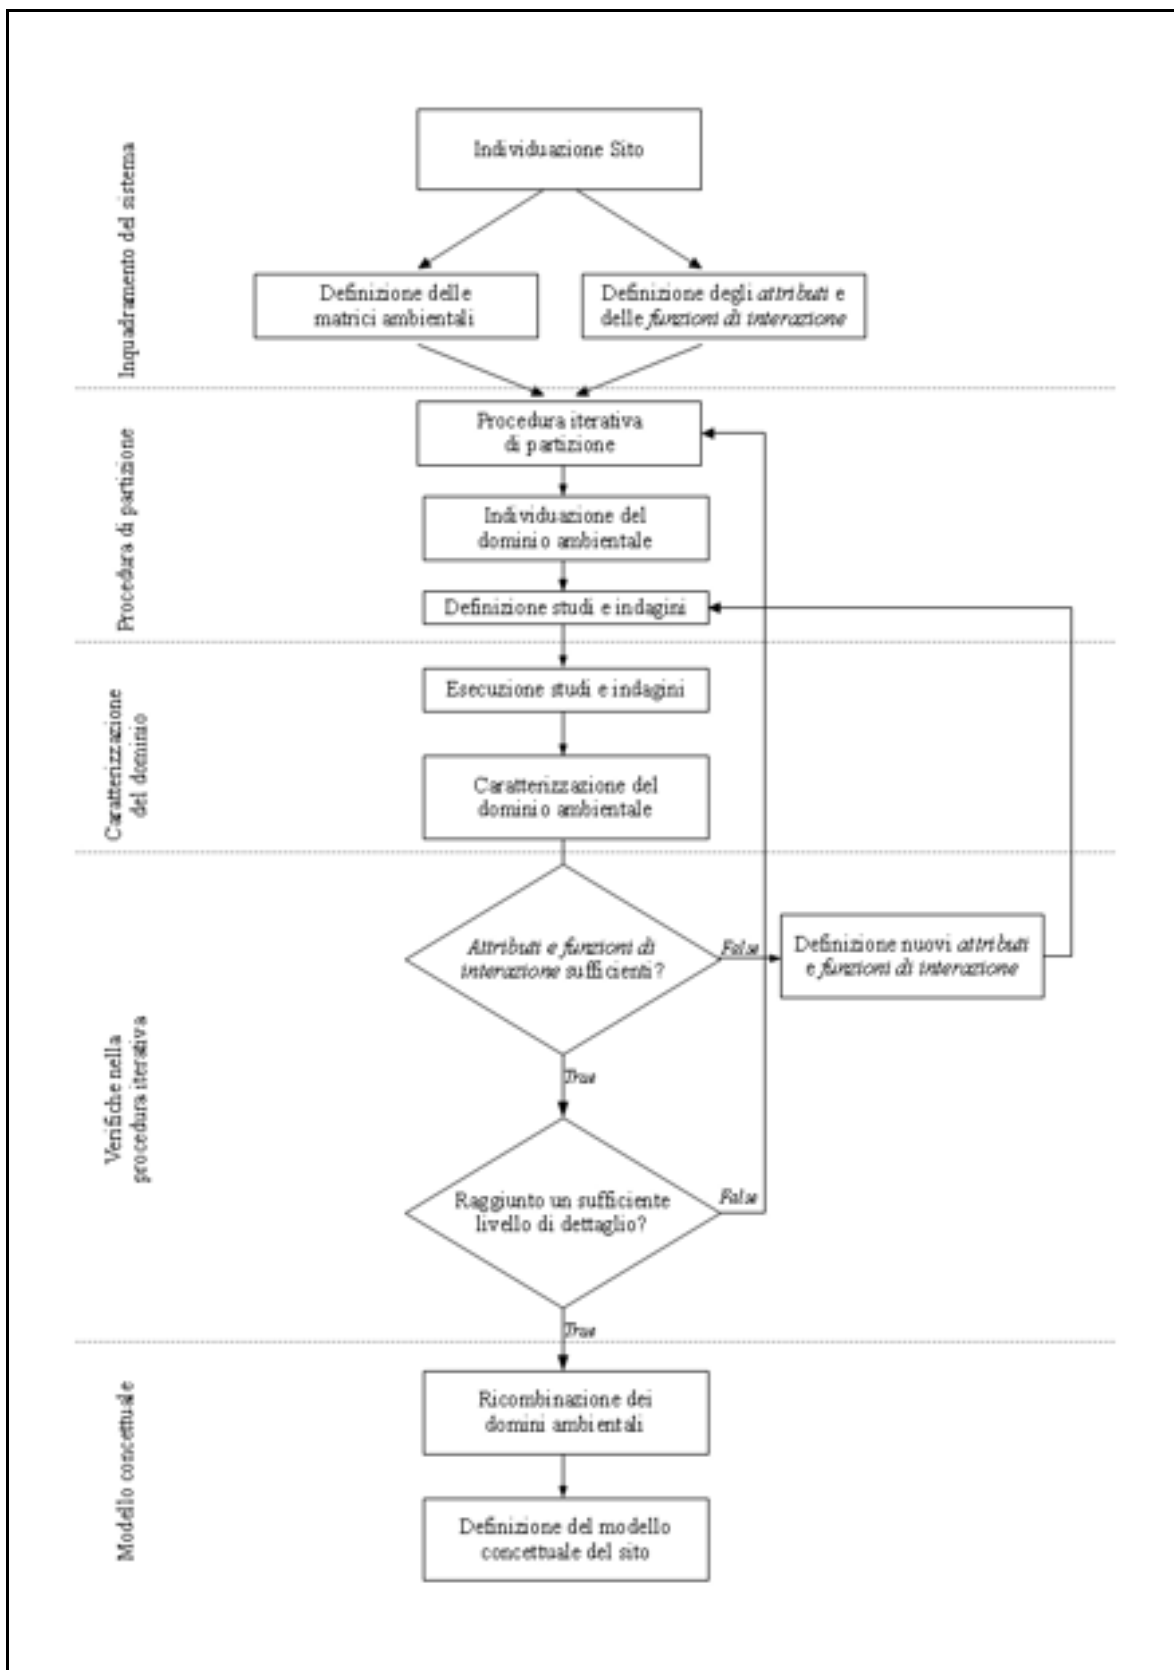 Inquadramento del sistema
Individuazione Sito
Definizione delle
matrici ambientali
Definizione degli attributi e
delle funzioni di interazione
Procedura di partizione
Procedura iterativa
di partizione
Individuazione del
dominio ambientale
Definizione studi e indagini
Caratterizzazione
del dominio
Esecuzione studi e indagini
Caratterizzazione del
dominio ambientale
Verifiche nella
procedura iterativa
Attributi e funzioni di
interazione sufficienti?
False
Definizione nuovi attributi
e funzioni di interazione
True
Raggiunto un sufficiente
livello di dettaglio?
False
True
Modello concettuale
Ricombinazione dei
domini ambientali
Definizione del modello
concettuale del sito